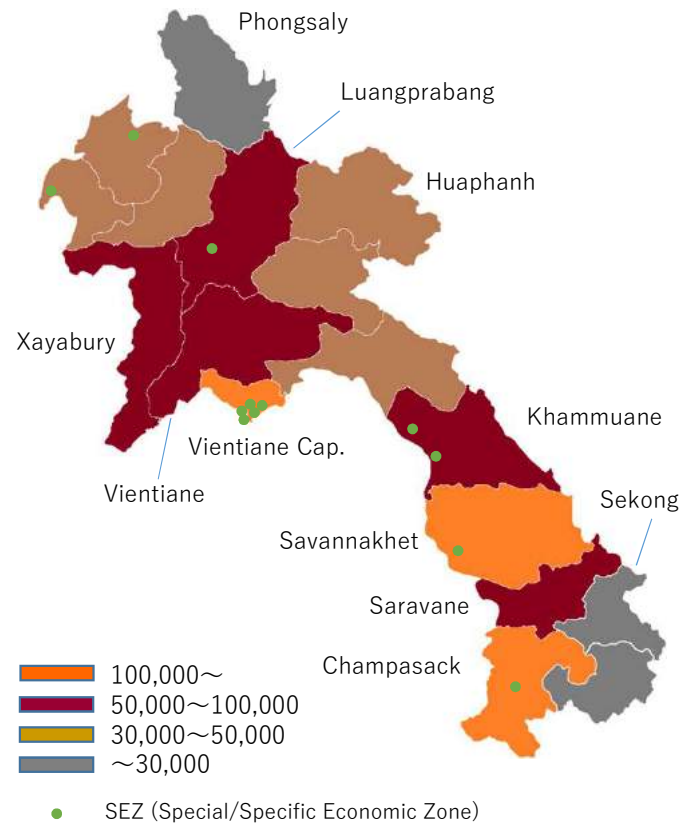 Phongsaly
Luangprabang
Huaphanh
Xayabury
Khammuane
Vientiane Cap.
Vientiane
Sekong
Savannakhet
Saravane
Champasack
100,000～
50,000～100,000
30,000～50,000
～30,000
SEZ (Special/Specific Economic Zone)